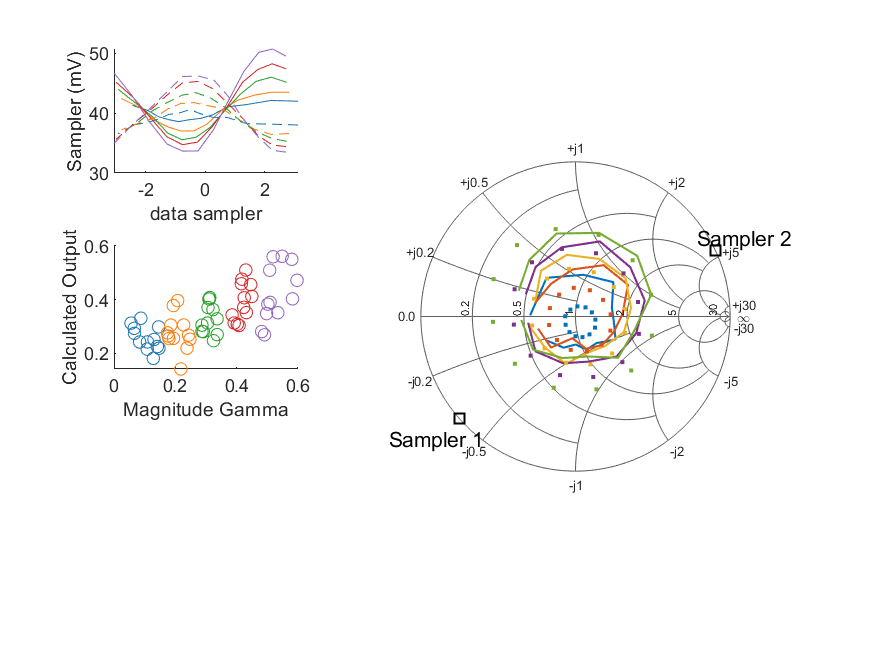 50
40
30
Sampler (mV)
-2
0
2
data sampler
0.6
0.4
0.2
Calculated Output
0
0.2
0.4
0.6
Magnitude Gamma
+j1
+j0.5
+j2
Sampler 2
+j0.2
+j5
0.0
0.2
0.5
1
2
5
30
+j30
∞
-j30
-j0.2
-j5
Sampler 1
-j0.5
-j2
-j1